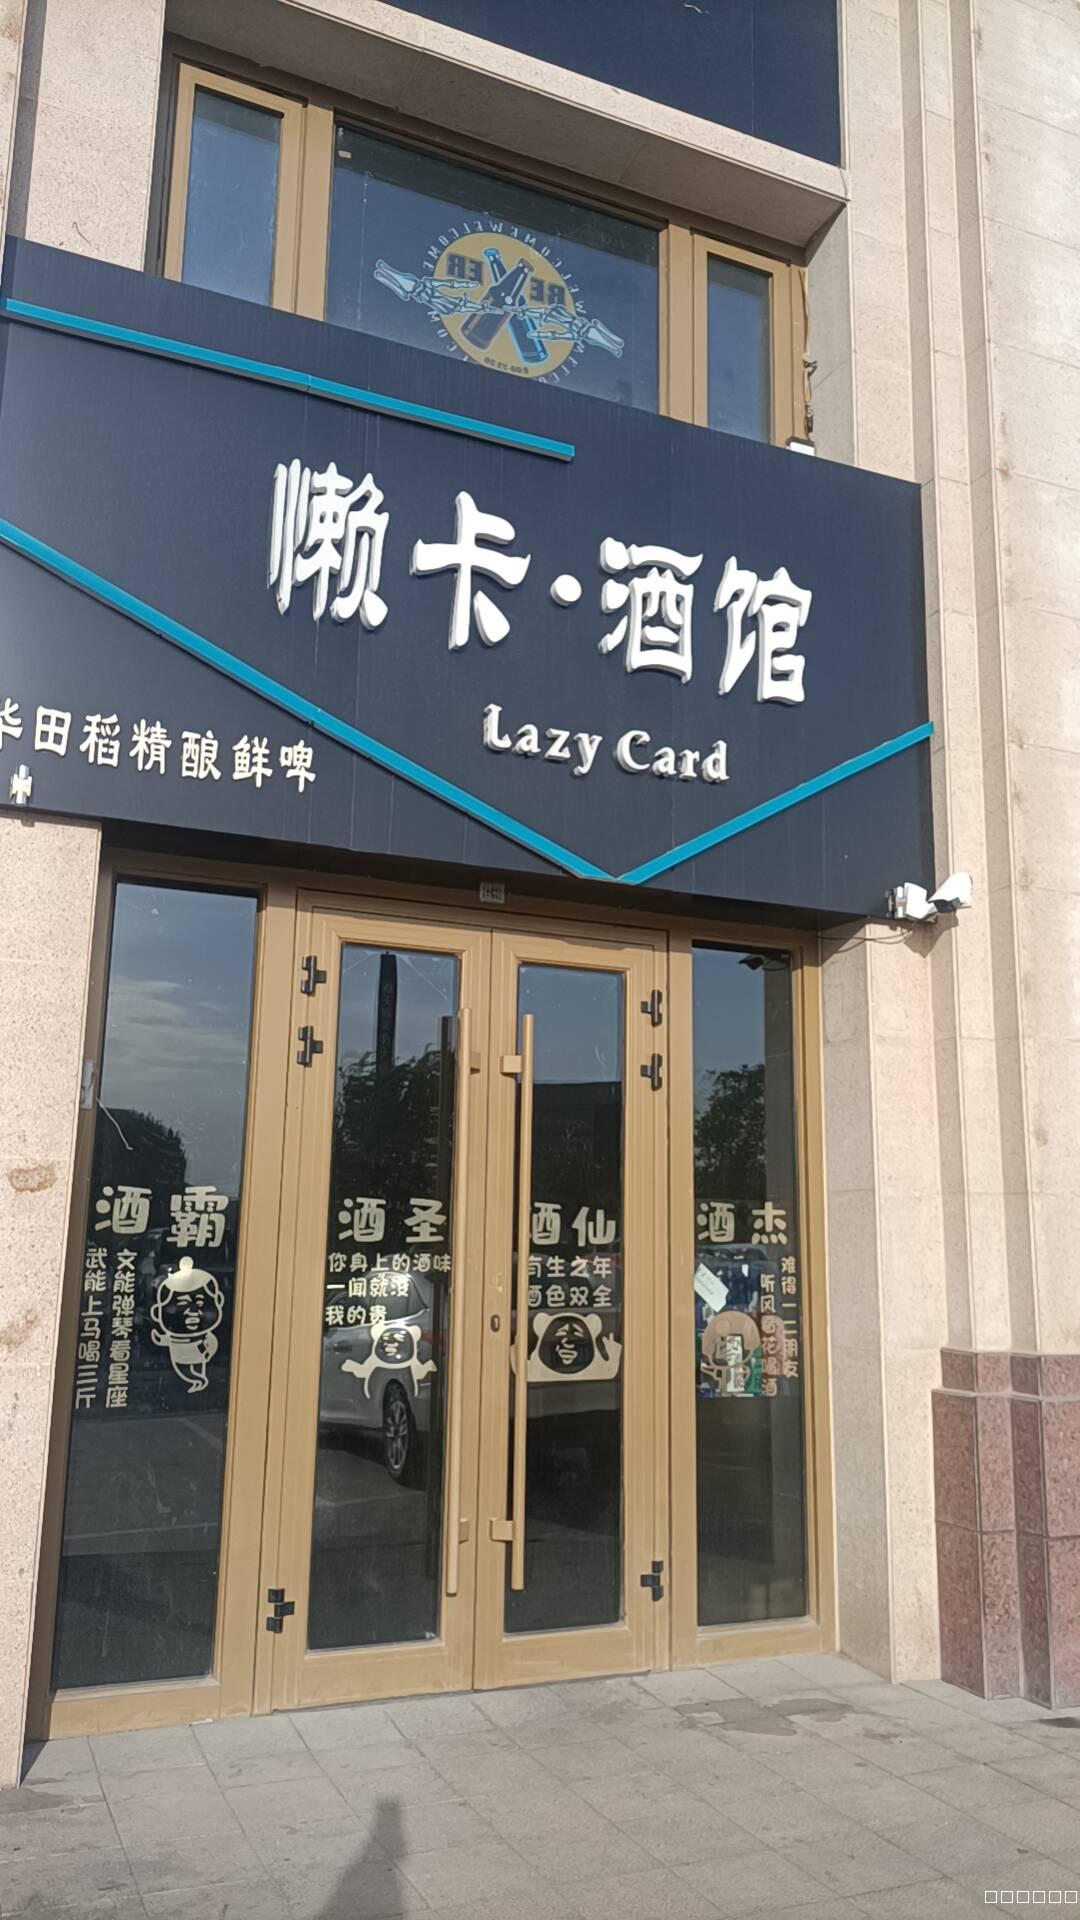 WELCOME WELCOME
BEER
懒卡·酒馆
Lazy Card
华田稻精酿鲜啤
酒霸
文能弹琴看星座
武能上马喝三斤
酒圣
你身上的酒味
一闻就没
我的贵
酒仙
有生之年
酒色双全
酒杰
难得一二朋友
听风看花喝酒